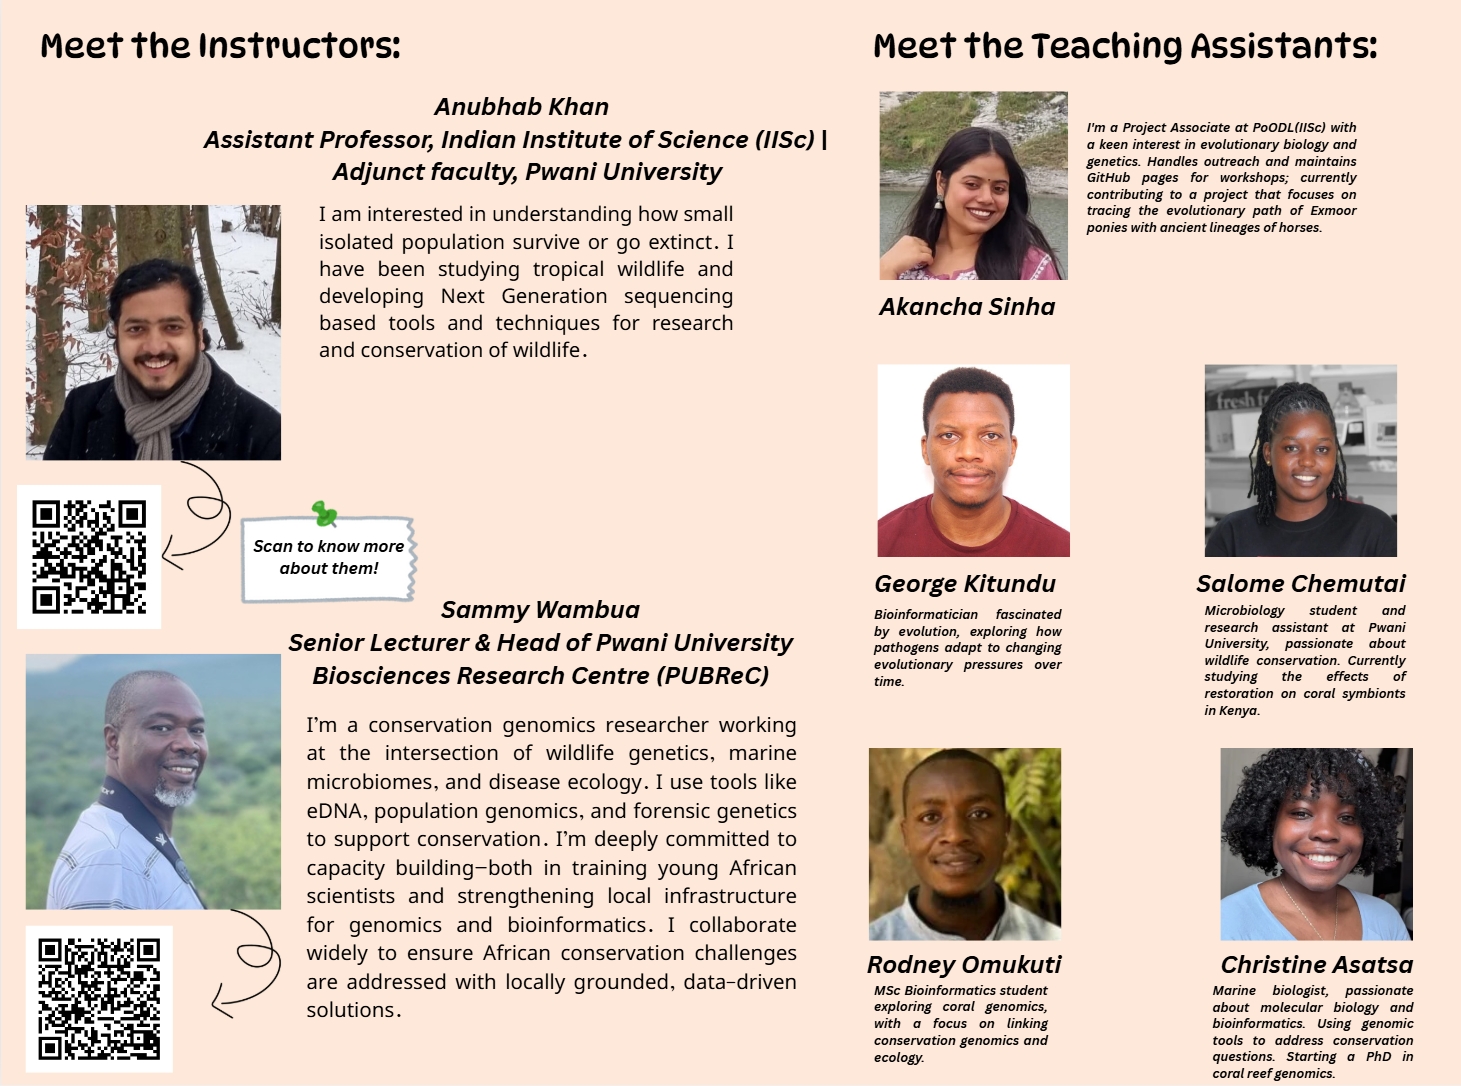 Meet the Instructors:
Anubhab Khan
Assistant Professor, Indian Institute of Science (IISc) |
Adjunct faculty, Pwani University
I am interested in understanding how small
isolated population survive or go extinct. I
have been studying tropical wildlife and
developing Next Generation sequencing
based tools and techniques for research
and conservation of wildlife.
Scan to know more
about them!
Sammy Wambua
Senior Lecturer & Head of Pwani University
Biosciences Research Centre (PUBReC)
I'm a conservation genomics researcher working
at the intersection of wildlife genetics, marine
microbiomes, and disease ecology. I use tools like
eDNA, population genomics, and forensic genetics
to support conservation. I'm deeply committed to
capacity building–both in training young African
scientists and strengthening local infrastructure
for genomics and bioinformatics. I collaborate
widely to ensure African conservation challenges
are addressed with locally grounded, data-driven
solutions.
Meet the Teaching Assistants:
I'm a Project Associate at PoODL(IISc) with
a keen interest in evolutionary biology and
genetics. Handles outreach and maintains
GitHub pages for workshops; currently
contributing to a project that focuses on
tracing the evolutionary path of Exmoor
ponies with ancient lineages of horses.
Akancha Sinha
fresh f
George Kitundu
Bioinformatician fascinated
by evolution, exploring how
pathogens adapt to changing
evolutionary pressures over
time.
Salome Chemutai
Microbiology student and
research assistant at Pwani
University, passionate about
wildlife conservation. Currently
studying the effects of
restoration on coral symbionts
in Kenya.
Rodney Omukuti
MSc Bioinformatics student
exploring coral genomics,
with a focus on linking
conservation genomics and
ecology.
Christine Asatsa
Marine biologist, passionate
about molecular biology and
bioinformatics. Using genomic
tools to address conservation
questions. Starting a PhD in
coral reef genomics.